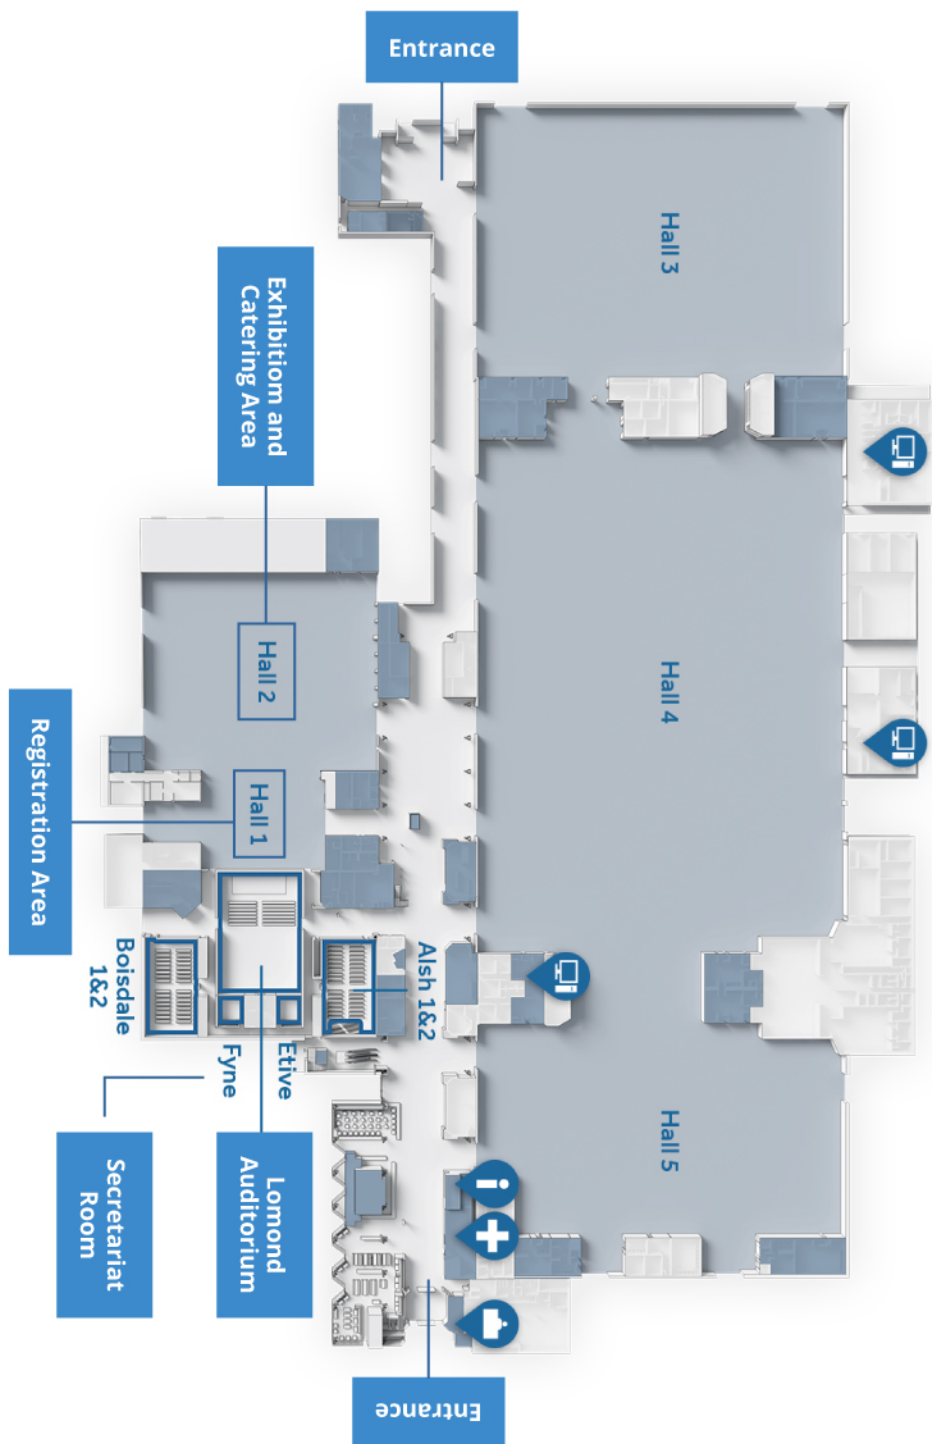 Entrance
Hall 3
Exhibitiom and
Catering Area
Hall 2
Hall 4
Registration Area
Hall 1
Boisdale
1&2
Alsh 1&2
Etive
Fyne
Hall 5
Secretariat
Room
Lomond
Auditorium
Entrance